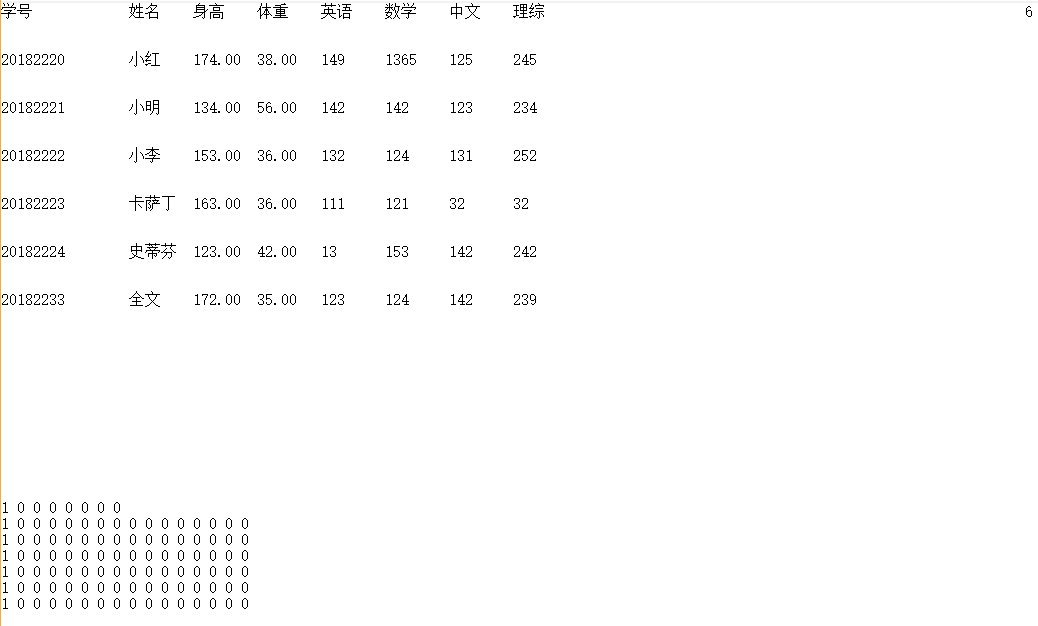 学号 姓名 身高 体重 英语 数学 中文 理综 6
20182220 小红 174.00 38.00 149 1365 125 245
20182221 小明 134.00 56.00 142 142 123 234
20182222 小李 153.00 36.00 132 124 131 252
20182223 卡萨丁 163.00 36.00 111 121 32 32
20182224 史蒂芬 123.00 42.00 13 153 142 242
20182233 全文 172.00 35.00 123 124 142 239
1 0 0 0 0 0 0 0
1 0 0 0 0 0 0 0 0 0 0 0 0 0 0 0
1 0 0 0 0 0 0 0 0 0 0 0 0 0 0 0
1 0 0 0 0 0 0 0 0 0 0 0 0 0 0 0
1 0 0 0 0 0 0 0 0 0 0 0 0 0 0 0
1 0 0 0 0 0 0 0 0 0 0 0 0 0 0 0
1 0 0 0 0 0 0 0 0 0 0 0 0 0 0 0